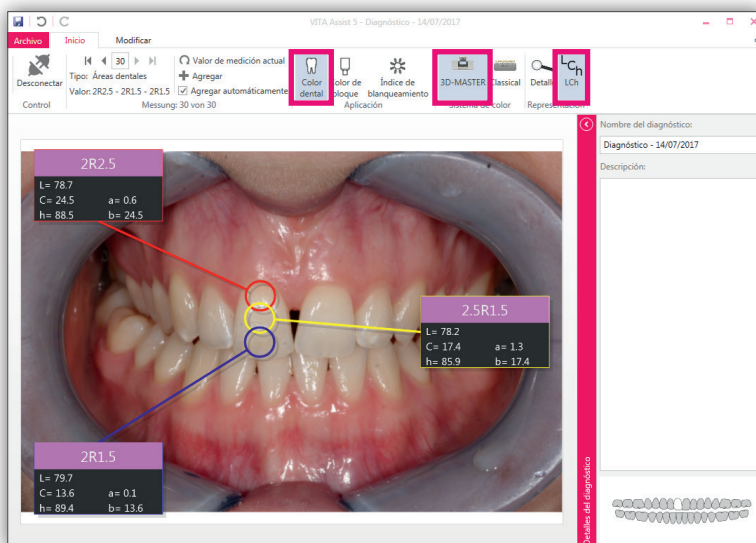 VITA Assist 5 - Diagnóstico - 14/07/2017
Archivo Inicio Modificar
Desconectar
Control
30
Tipo: Áreas dentales
Valor: 2R2.5 - 2R1.5 - 2R1.5
Valor de medición actual
Agregar
Agregar automáticamente
Messung: 30 von 30
Color dental
Color de bloque
Índice de blanqueamiento
Aplicación
3D-MASTER
Classical
Sistema de color
Detalle
LCh
LCh
Representación
2R2.5
L= 78.7
C= 24.5 a= 0.6
h= 88.5 b= 24.5
2.5R1.5
L= 78.2
C= 17.4 a= 1.3
h= 85.9 b= 17.4
2R1.5
L= 79.7
C= 13.6 a= 0.1
h= 89.4 b= 13.6
Detalles del diagnóstico
Nombre del diagnóstico:
Diagnóstico - 14/07/2017
Descripción: